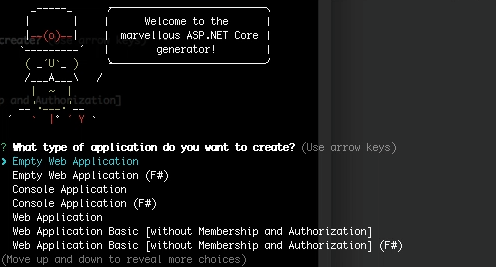 Welcome to the
marvellous ASP.NET Core
generator!
? What type of application do you want to create? (Use arrow keys)
❯ Empty Web Application
Empty Web Application (F#)
Console Application
Console Application (F#)
Web Application
Web Application Basic [without Membership and Authorization]
Web Application Basic [without Membership and Authorization] (F#)
(Move up and down to reveal more choices)